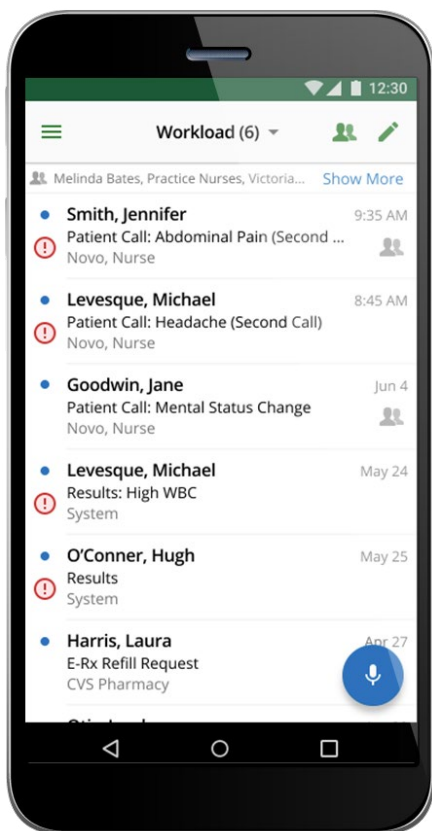 12:30
Workload (6)
Melinda Bates, Practice Nurses, Victoria... Show More
Smith, Jennifer 9:35 AM
Patient Call: Abdominal Pain (Second ...
Novo, Nurse
Levesque, Michael 8:45 AM
Patient Call: Headache (Second Call)
Novo, Nurse
Goodwin, Jane Jun 4
Patient Call: Mental Status Change
Novo, Nurse
Levesque, Michael May 24
Results: High WBC
System
O'Conner, Hugh May 25
Results
System
Harris, Laura Apr 27
E-Rx Refill Request
CVS Pharmacy